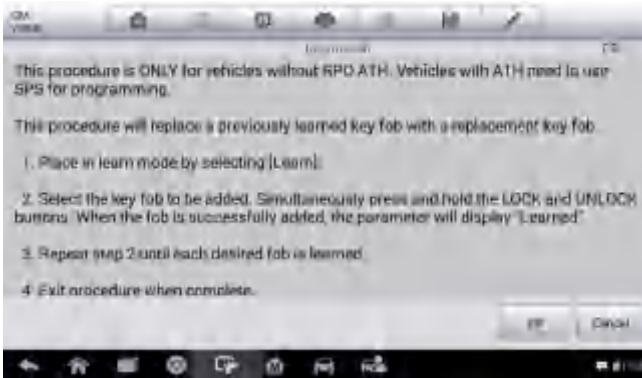 GM
This procedure is ONLY for vehicles without RPO ATH. Vehicles with ATH need to use
SPS for programming.
This procedure will replace a previously learned key fob with a replacement key fob.
1. Place in learn mode by selecting [Learn].
2. Select the key fob to be added. Simultaneously press and hold the LOCK and UNLOCK
buttons. When the fob is successfully added, the parameter will display "Learned".
3. Repeat step 2 until each desired fob is learned.
4. Exit procedure when complete.
Cancel